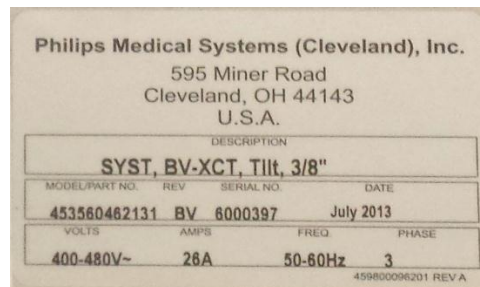 Philips Medical Systems (Cleveland), Inc.
595 Miner Road
Cleveland, OH 44143
U.S.A.
DESCRIPTION
SYST, BV-XCT, TIlt, 3/8"
MODEL/PART NO. REV SERIAL NO. DATE
453560462131 BV 6000397 July 2013
VOLTS AMPS FREQ. PHASE
400-480V~ 26A 50-60Hz 3
459800096201 REV A